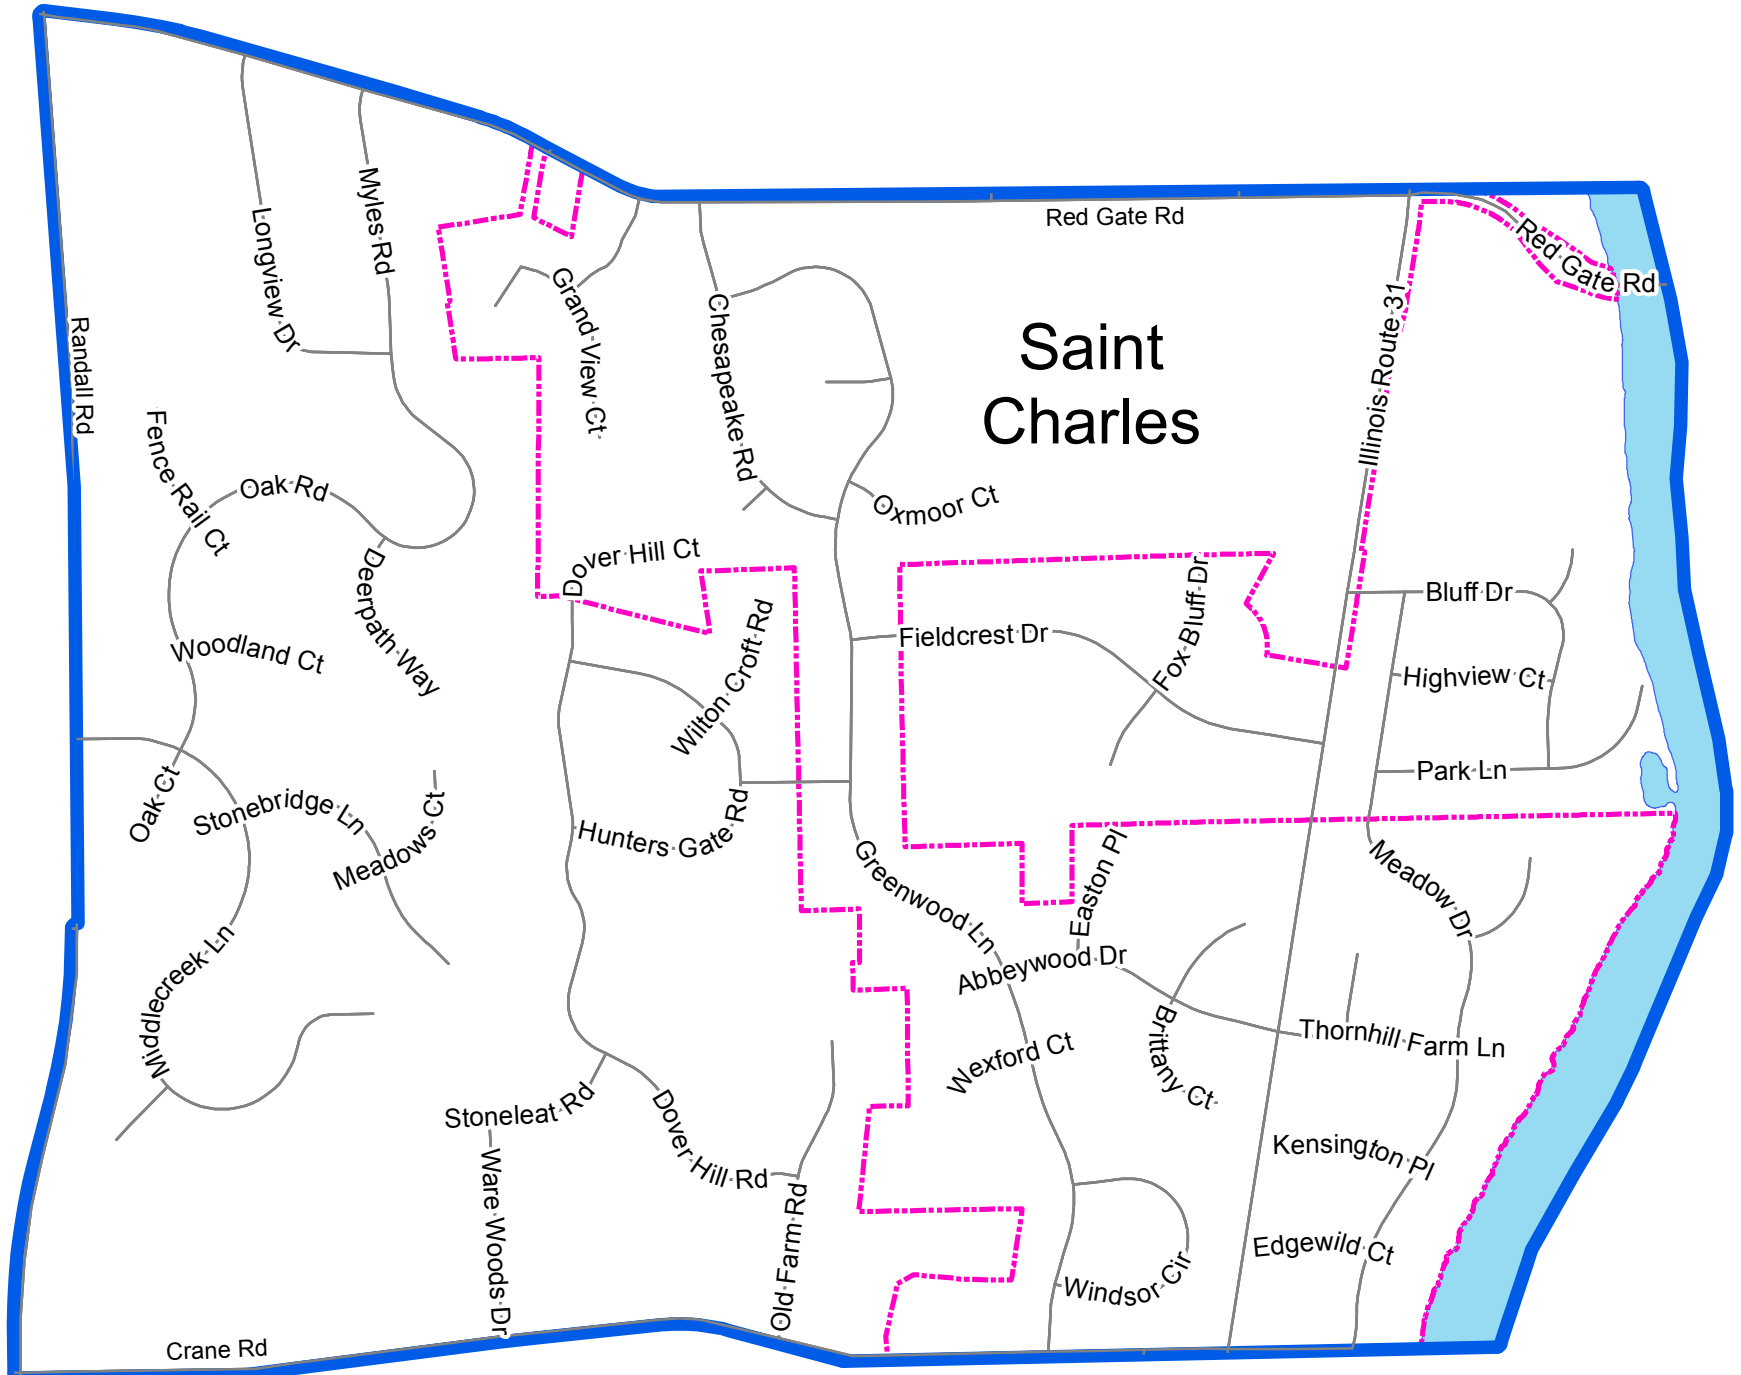 Red Gate Rd
Red Gate Rd
Myles Rd
Longview Dr
Grand View Ct
Chesapeake Rd
Illinois Route 31
Randall Rd
Saint
Charles
Fence Rail Ct
Oak Rd
Oxmoor Ct
Dover Hill Ct
Deerpath Way
Fox Bluff Dr
Bluff Dr
Wilton Croft Rd
Fieldcrest Dr
Woodland Ct
Highview Ct
Park Ln
Oak Ct
Stonebridge Ln
Meadows Ct
Hunters Gate Rd
Greenwood Ln
Easton Pl
Meadow Dr
Middlecreek Ln
Abbeywood Dr
Brittany Ct
Thornhill Farm Ln
Wexford Ct
Stoneleat Rd
Dover Hill Rd
Kensington Pl
Ware Woods Dr
Old Farm Rd
Edgewild Ct
Windsor Cir
Crane Rd